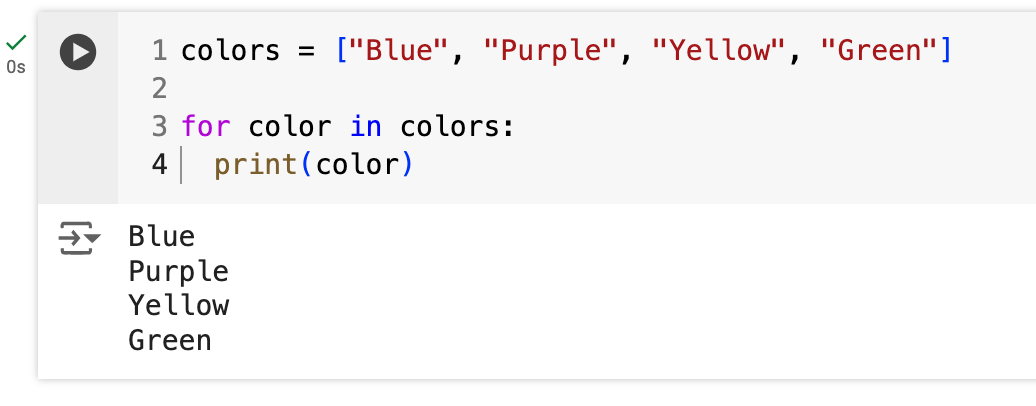 0s
1 colors = ["Blue", "Purple", "Yellow", "Green"]
2
3 for color in colors:
4   print(color)
Blue
Purple
Yellow
Green